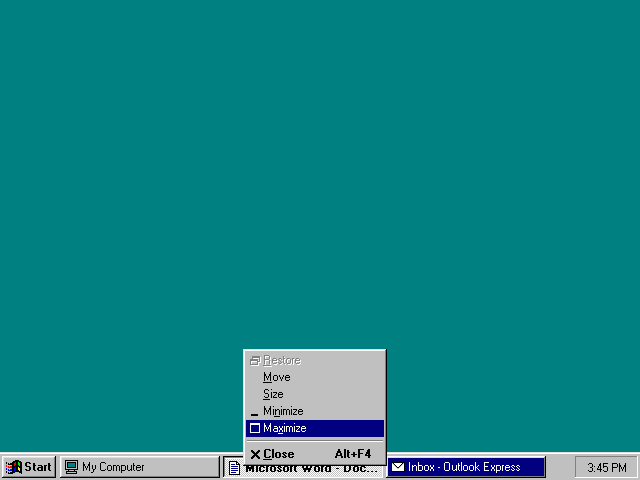 Restore
Move
Size
Minimize
Maximize
Close Alt+F4
Start My Computer Microsoft Word - Doc... Inbox - Outlook Express 3:45 PM